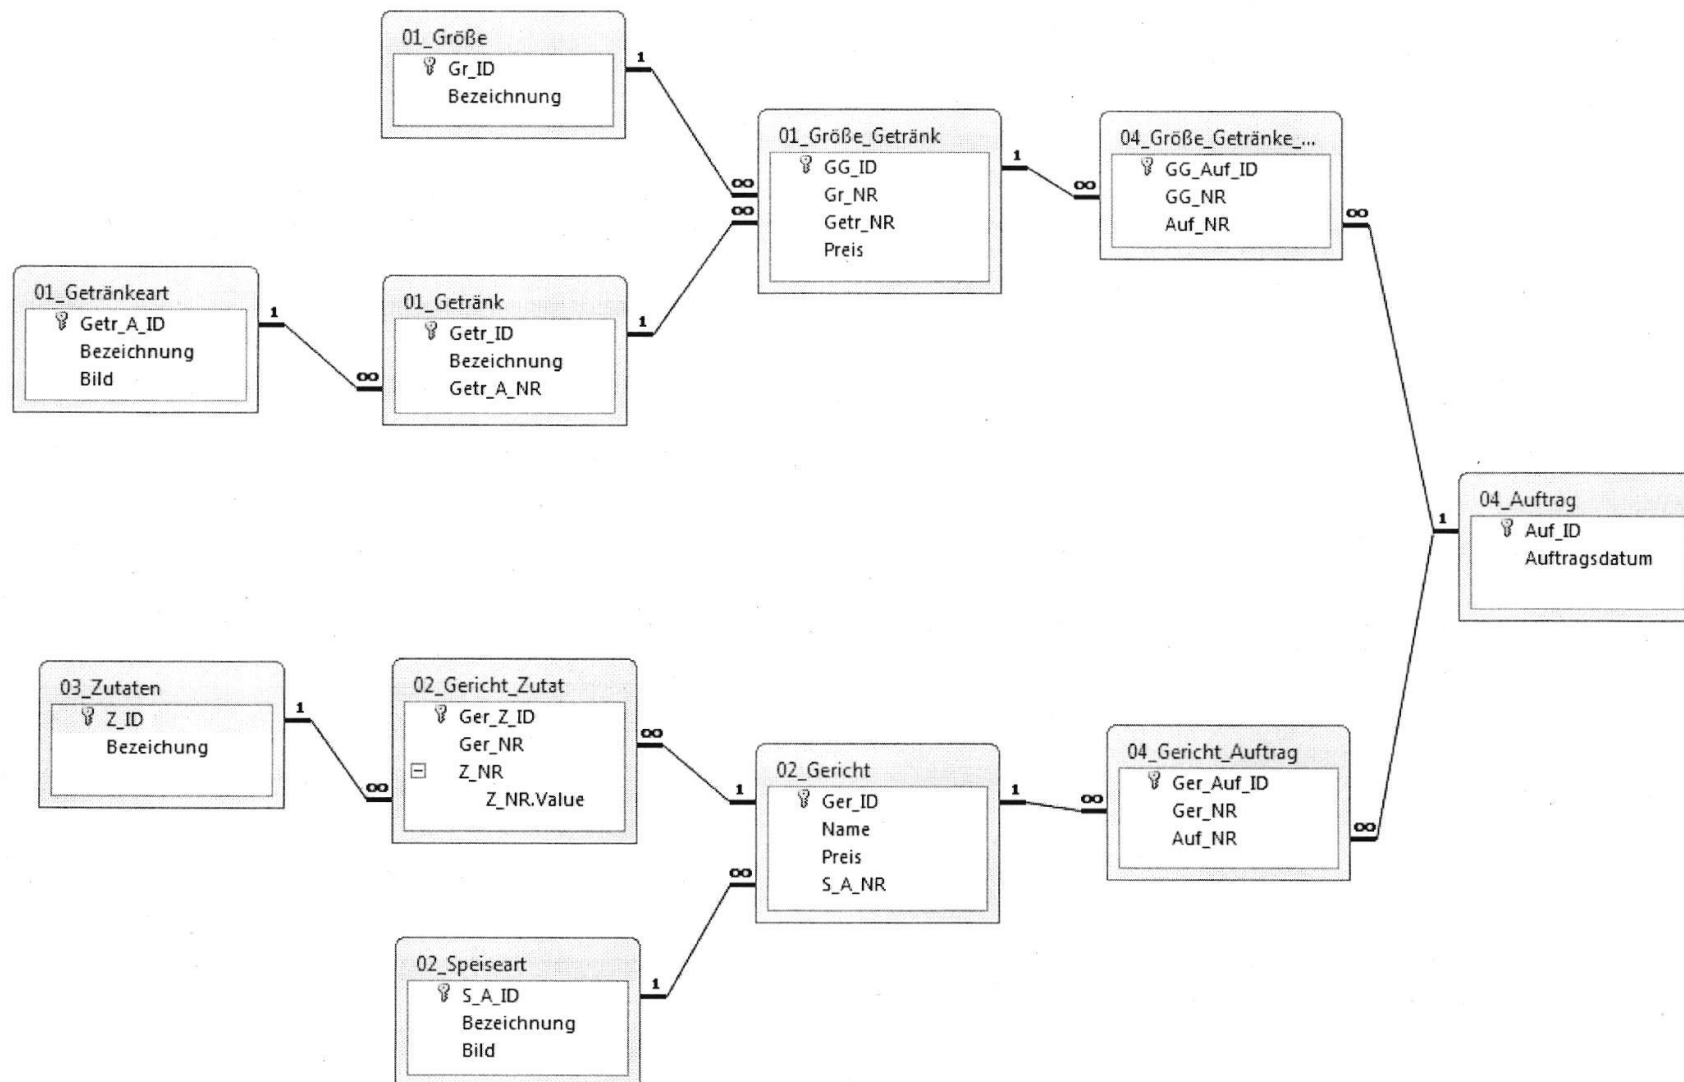 01_Größe
Gr_ID
Bezeichnung
1
∞
01_Getränkeart
Getr_A_ID
Bezeichnung
Bild
1
∞
01_Getränk
Getr_ID
Bezeichnung
Getr_A_NR
1
∞
01_Größe_Getränk
GG_ID
Gr_NR
Getr_NR
Preis
1
∞
04_Größe_Getränke_...
GG_Auf_ID
GG_NR
Auf_NR
∞
1
04_Auftrag
Auf_ID
Auftragsdatum
03_Zutaten
Z_ID
Bezeichung
1
∞
02_Gericht_Zutat
Ger_Z_ID
Ger_NR
Z_NR
Z_NR.Value
∞
1
02_Gericht
Ger_ID
Name
Preis
S_A_NR
∞
1
∞
04_Gericht_Auftrag
Ger_Auf_ID
Ger_NR
Auf_NR
∞
02_Speiseart
S_A_ID
Bezeichnung
Bild
1